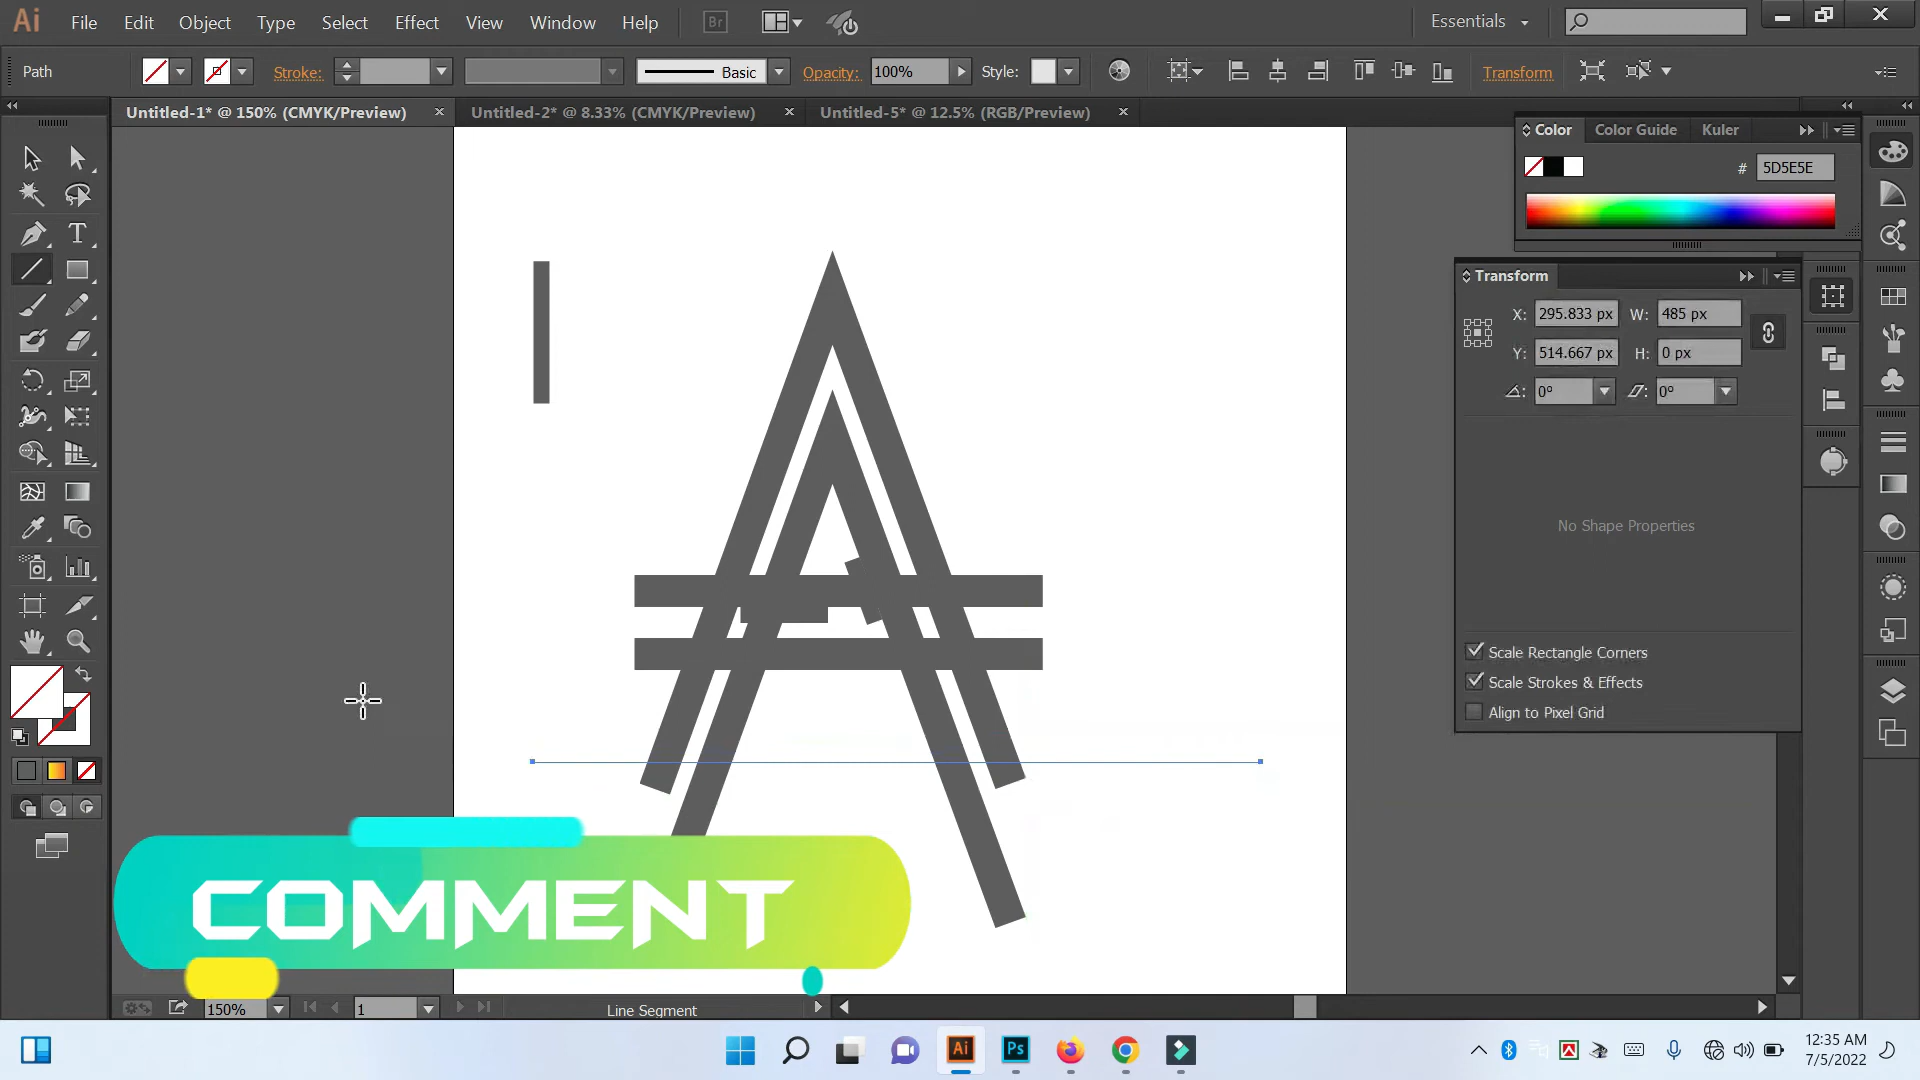 Ai File Edit Object Type Select Effect View Window Help Br Essentials
Path Stroke: Basic Opacity: 100% Style: Transform
Untitled-1* @ 150% (CMYK/Preview) Untitled-2* @ 8.33% (CMYK/Preview) Untitled-5* @ 12.5% (RGB/Preview)
Color Color Guide Kuler
# 5D5E5E
Transform
X: 295.833 px W: 485 px
Y: 514.667 px H: 0 px
0° 0°
No Shape Properties
Scale Rectangle Corners
Scale Strokes & Effects
Align to Pixel Grid
COMMENT
150% 1 Line Segment
Ai Ps
12:35 AM
7/5/2022